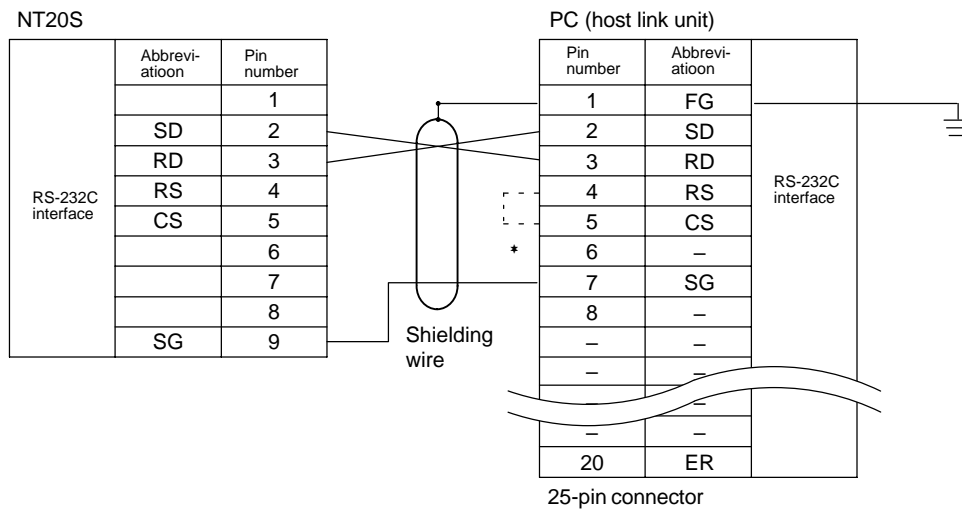 NT20S
PC (host link unit)
RS-232C
interface
Abbrevi-
atioon
Pin
number
1
SD 2
RD 3
RS 4
CS 5
6
7
8
SG 9
Shielding
wire
*
Pin
number
Abbrevi-
atioon
1 FG
2 SD
3 RD
4 RS
5 CS
6 –
7 SG
8 –
– –
– –
– –
– –
20 ER
RS-232C
interface
25-pin connector